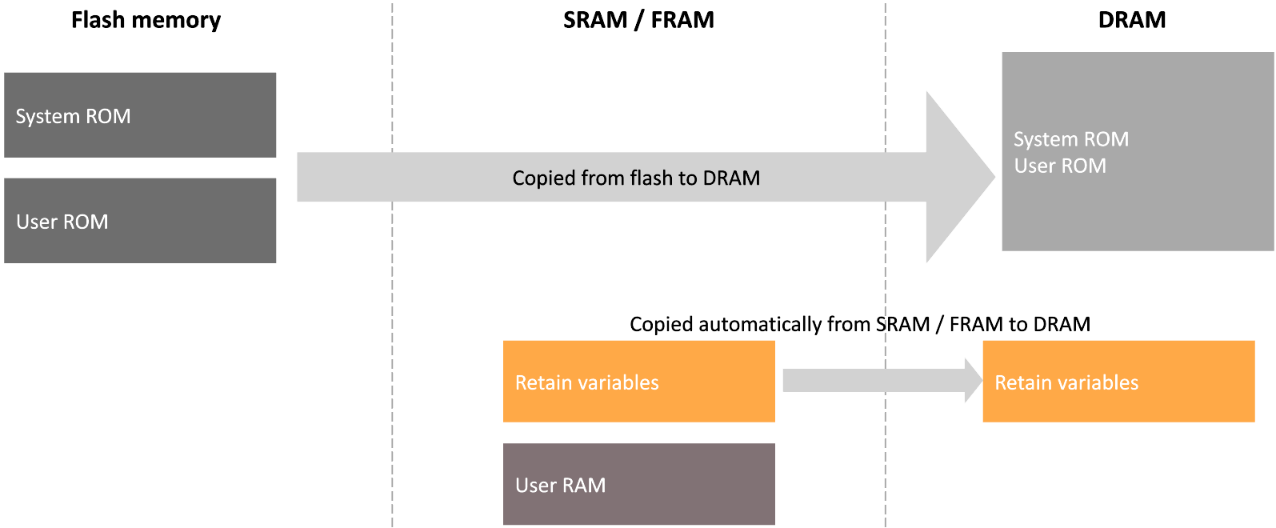 Flash memory
SRAM / FRAM
DRAM
System ROM
User ROM
Copied from flash to DRAM
System ROM
User ROM
Copied automatically from SRAM / FRAM to DRAM
Retain variables
Retain variables
User RAM